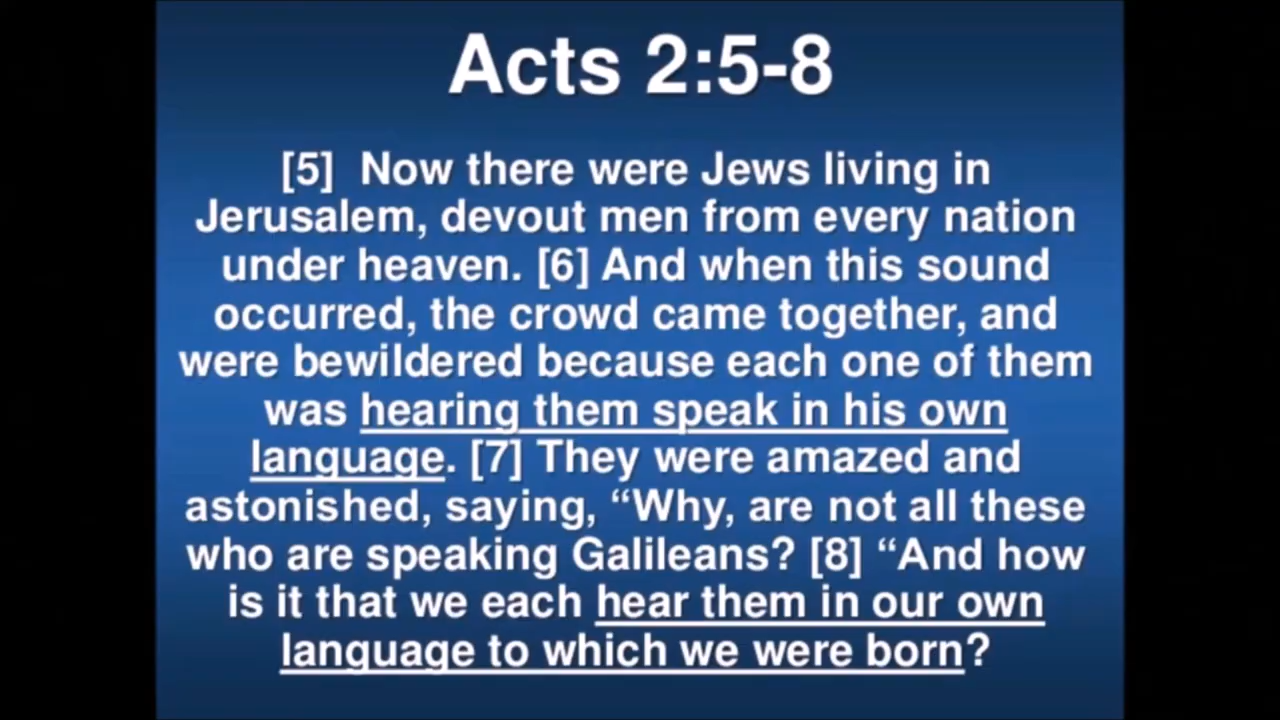 Acts 2:5-8
[5]  Now there were Jews living in
Jerusalem, devout men from every nation
under heaven. [6] And when this sound
occurred, the crowd came together, and
were bewildered because each one of them
was hearing them speak in his own
language. [7] They were amazed and
astonished, saying, “Why, are not all these
who are speaking Galileans? [8] “And how
is it that we each hear them in our own
language to which we were born?